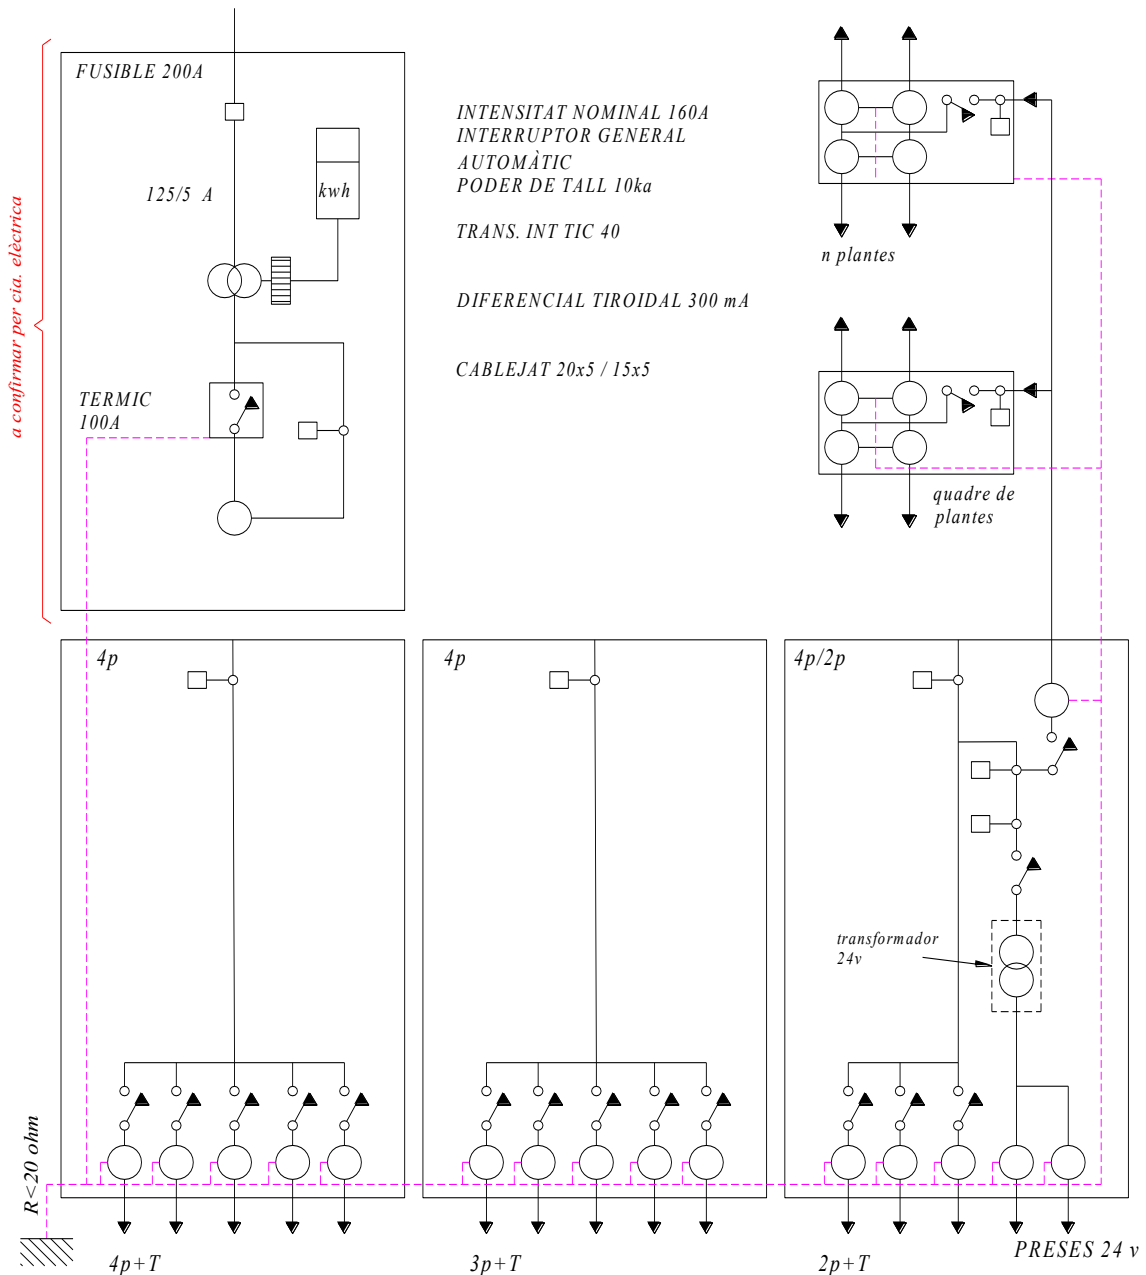 FUSIBLE 200A
kwh
125/5 A
a confirmar per cia. elèctrica
TERMIC
100A
INTENSITAT NOMINAL 160A
INTERRUPTOR GENERAL
AUTOMÀTIC
PODER DE TALL 10ka
TRANS. INT TIC 40
DIFERENCIAL TIROIDAL 300 mA
CABLEJAT 20x5 / 15x5
n plantes
quadre de
plantes
4p
4p
4p/2p
transformador
24v
R<20 ohm
4p+T
3p+T
2p+T
PRESES 24 v